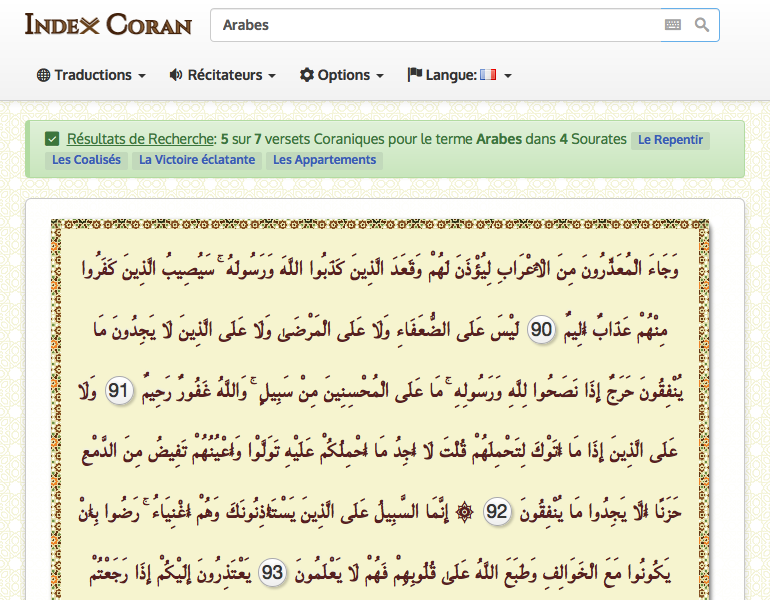 INDEX CORAN
Arabes
Traductions Récitateurs Options Langue:
Résultats de Recherche: 5 sur 7 versets Coraniques pour le terme Arabes dans 4 Sourates Le Repentir
Les Coalisés La Victoire éclatante Les Appartements
وَجَاءَ الْمُعَذِّرُونَ مِنَ الْأَعْرَابِ لِيُؤْذَنَ لَهُمْ وَقَعَدَ الَّذِينَ كَذَبُوا اللَّهَ وَرَسُولَهُ ۚ سَيُصِيبُ الَّذِينَ كَفَرُوا
مِنْهُمْ عَذَابٌ أَلِيمٌ 90 لَيْسَ عَلَى الضُّعَفَاءِ وَلَا عَلَى الْمَرْضَىٰ وَلَا عَلَى الَّذِينَ لَا يَجِدُونَ مَا
يُنْفِقُونَ حَرَجٌ إِذَا نَصَحُوا لِلَّهِ وَرَسُولِهِ ۚ مَا عَلَى الْمُحْسِنِينَ مِنْ سَبِيلٍ ۚ وَاللَّهُ غَفُورٌ رَحِيمٌ 91 وَلَا
عَلَى الَّذِينَ إِذَا مَا أَتَوْكَ لِتَحْمِلَهُمْ قُلْتَ لَا أَجِدُ مَا أَحْمِلُكُمْ عَلَيْهِ تَوَلَّوْا وَأَعْيُنُهُمْ تَفِيضُ مِنَ الدَّمْعِ
حَزَنًا أَلَّا يَجِدُوا مَا يُنْفِقُونَ 92 ۞ إِنَّمَا السَّبِيلُ عَلَى الَّذِينَ يَسْتَأْذِنُونَكَ وَهُمْ أَغْنِيَاءُ ۚ رَضُوا بِأَنْ
يَكُونُوا مَعَ الْخَوَالِفِ وَطَبَعَ اللَّهُ عَلَىٰ قُلُوبِهِمْ فَهُمْ لَا يَعْلَمُونَ 93 يَعْتَذِرُونَ إِلَيْكُمْ إِذَا رَجَعْتُمْ